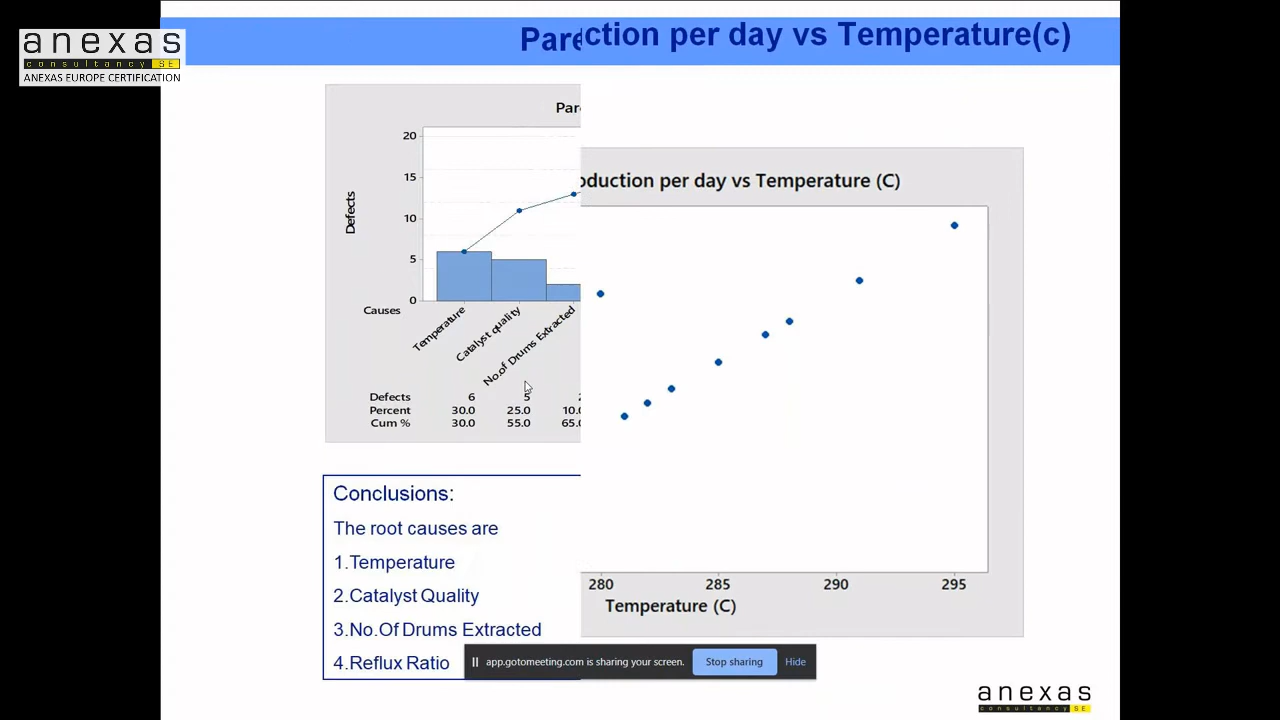 anexas
consultancy SE
ANEXAS EUROPE CERTIFICATION
ction per day vs Temperature(c)
20
15
10
5
0
Defects
Causes
Temperature
Catalyst quality
No.of Drums Extracted
Defects 6 5
Percent 30.0 25.0 10.0
Cum % 30.0 55.0 65.0
oduction per day vs Temperature (C)
280 285 290 295
Temperature (C)
Conclusions:
The root causes are
1.Temperature
2.Catalyst Quality
3.No.Of Drums Extracted
4.Reflux Ratio
app.gotomeeting.com is sharing your screen. Stop sharing Hide
anexas
consultancy SE